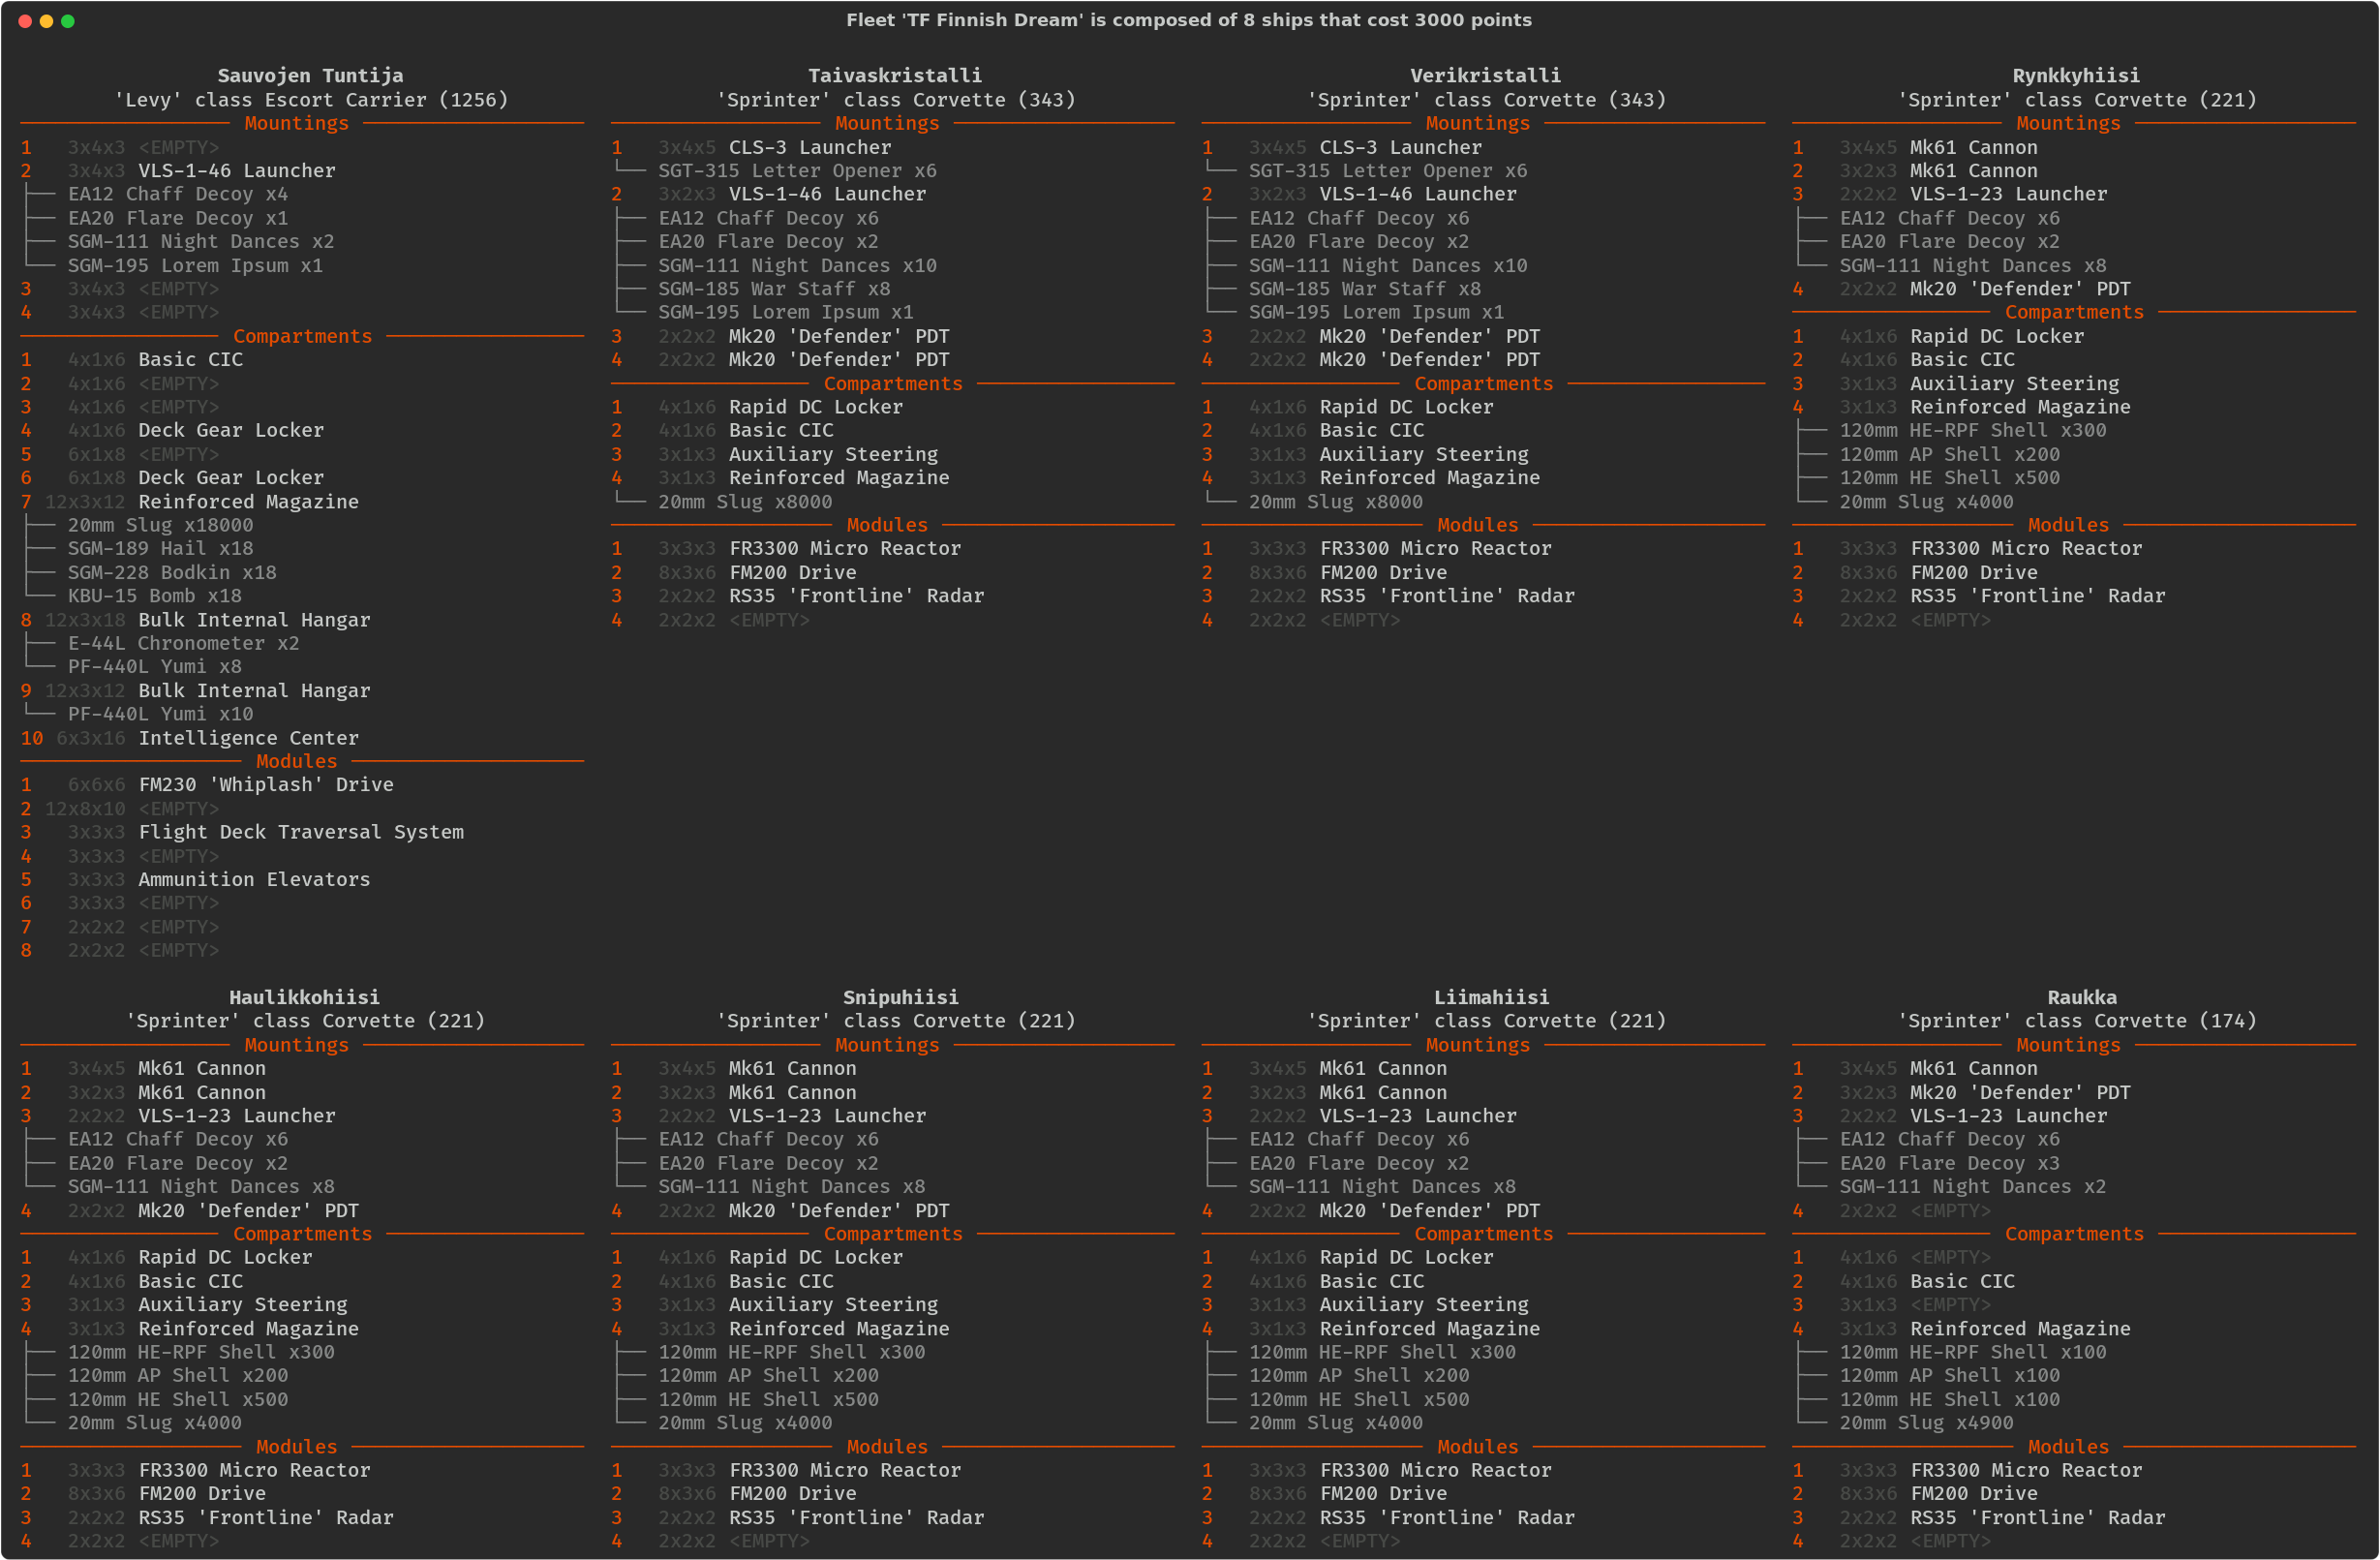 Fleet 'TF Finnish Dream' is composed of 8 ships that cost 3000 points
Sauvojen Tuntija
'Levy' class Escort Carrier (1256)
Mountings
1 3x4x3 <EMPTY>
2 3x4x3 VLS-1-46 Launcher
EA12 Chaff Decoy x4
EA20 Flare Decoy x1
SGM-111 Night Dances x2
SGM-195 Lorem Ipsum x1
3 3x4x3 <EMPTY>
4 3x4x3 <EMPTY>
Compartments
1 4x1x6 Basic CIC
2 4x1x6 <EMPTY>
3 4x1x6 <EMPTY>
4 4x1x6 Deck Gear Locker
5 6x1x8 <EMPTY>
6 6x1x8 Deck Gear Locker
7 12x3x12 Reinforced Magazine
20mm Slug x18000
SGM-189 Hail x18
SGM-228 Bodkin x18
KBU-15 Bomb x18
8 12x3x18 Bulk Internal Hangar
E-44L Chronometer x2
PF-440L Yumi x8
9 12x3x12 Bulk Internal Hangar
PF-440L Yumi x10
10 6x3x16 Intelligence Center
Modules
1 6x6x6 FM230 'Whiplash' Drive
2 12x8x10 <EMPTY>
3 3x3x3 Flight Deck Traversal System
4 3x3x3 <EMPTY>
5 3x3x3 Ammunition Elevators
6 3x3x3 <EMPTY>
7 2x2x2 <EMPTY>
8 2x2x2 <EMPTY>
Taivaskristalli
'Sprinter' class Corvette (343)
Mountings
1 3x4x5 CLS-3 Launcher
SGT-315 Letter Opener x6
2 3x2x3 VLS-1-46 Launcher
EA12 Chaff Decoy x6
EA20 Flare Decoy x2
SGM-111 Night Dances x10
SGM-185 War Staff x8
SGM-195 Lorem Ipsum x1
3 2x2x2 Mk20 'Defender' PDT
4 2x2x2 Mk20 'Defender' PDT
Compartments
1 4x1x6 Rapid DC Locker
2 4x1x6 Basic CIC
3 3x1x3 Auxiliary Steering
4 3x1x3 Reinforced Magazine
20mm Slug x8000
Modules
1 3x3x3 FR3300 Micro Reactor
2 8x3x6 FM200 Drive
3 2x2x2 RS35 'Frontline' Radar
4 2x2x2 <EMPTY>
Verikristalli
'Sprinter' class Corvette (343)
Mountings
1 3x4x5 CLS-3 Launcher
SGT-315 Letter Opener x6
2 3x2x3 VLS-1-46 Launcher
EA12 Chaff Decoy x6
EA20 Flare Decoy x2
SGM-111 Night Dances x10
SGM-185 War Staff x8
SGM-195 Lorem Ipsum x1
3 2x2x2 Mk20 'Defender' PDT
4 2x2x2 Mk20 'Defender' PDT
Compartments
1 4x1x6 Rapid DC Locker
2 4x1x6 Basic CIC
3 3x1x3 Auxiliary Steering
4 3x1x3 Reinforced Magazine
20mm Slug x8000
Modules
1 3x3x3 FR3300 Micro Reactor
2 8x3x6 FM200 Drive
3 2x2x2 RS35 'Frontline' Radar
4 2x2x2 <EMPTY>
Rynkkyhiisi
'Sprinter' class Corvette (221)
Mountings
1 3x4x5 Mk61 Cannon
2 3x2x3 Mk61 Cannon
3 2x2x2 VLS-1-23 Launcher
EA12 Chaff Decoy x6
EA20 Flare Decoy x2
SGM-111 Night Dances x8
4 2x2x2 Mk20 'Defender' PDT
Compartments
1 4x1x6 Rapid DC Locker
2 4x1x6 Basic CIC
3 3x1x3 Auxiliary Steering
4 3x1x3 Reinforced Magazine
120mm HE-RPF Shell x300
120mm AP Shell x200
120mm HE Shell x500
20mm Slug x4000
Modules
1 3x3x3 FR3300 Micro Reactor
2 8x3x6 FM200 Drive
3 2x2x2 RS35 'Frontline' Radar
4 2x2x2 <EMPTY>
Haulikkohiisi
'Sprinter' class Corvette (221)
Mountings
1 3x4x5 Mk61 Cannon
2 3x2x3 Mk61 Cannon
3 2x2x2 VLS-1-23 Launcher
EA12 Chaff Decoy x6
EA20 Flare Decoy x2
SGM-111 Night Dances x8
4 2x2x2 Mk20 'Defender' PDT
Compartments
1 4x1x6 Rapid DC Locker
2 4x1x6 Basic CIC
3 3x1x3 Auxiliary Steering
4 3x1x3 Reinforced Magazine
120mm HE-RPF Shell x300
120mm AP Shell x200
120mm HE Shell x500
20mm Slug x4000
Modules
1 3x3x3 FR3300 Micro Reactor
2 8x3x6 FM200 Drive
3 2x2x2 RS35 'Frontline' Radar
4 2x2x2 <EMPTY>
Snipuhiisi
'Sprinter' class Corvette (221)
Mountings
1 3x4x5 Mk61 Cannon
2 3x2x3 Mk61 Cannon
3 2x2x2 VLS-1-23 Launcher
EA12 Chaff Decoy x6
EA20 Flare Decoy x2
SGM-111 Night Dances x8
4 2x2x2 Mk20 'Defender' PDT
Compartments
1 4x1x6 Rapid DC Locker
2 4x1x6 Basic CIC
3 3x1x3 Auxiliary Steering
4 3x1x3 Reinforced Magazine
120mm HE-RPF Shell x300
120mm AP Shell x200
120mm HE Shell x500
20mm Slug x4000
Modules
1 3x3x3 FR3300 Micro Reactor
2 8x3x6 FM200 Drive
3 2x2x2 RS35 'Frontline' Radar
4 2x2x2 <EMPTY>
Liimahiisi
'Sprinter' class Corvette (221)
Mountings
1 3x4x5 Mk61 Cannon
2 3x2x3 Mk61 Cannon
3 2x2x2 VLS-1-23 Launcher
EA12 Chaff Decoy x6
EA20 Flare Decoy x2
SGM-111 Night Dances x8
4 2x2x2 Mk20 'Defender' PDT
Compartments
1 4x1x6 Rapid DC Locker
2 4x1x6 Basic CIC
3 3x1x3 Auxiliary Steering
4 3x1x3 Reinforced Magazine
120mm HE-RPF Shell x300
120mm AP Shell x200
120mm HE Shell x500
20mm Slug x4000
Modules
1 3x3x3 FR3300 Micro Reactor
2 8x3x6 FM200 Drive
3 2x2x2 RS35 'Frontline' Radar
4 2x2x2 <EMPTY>
Raukka
'Sprinter' class Corvette (174)
Mountings
1 3x4x5 Mk61 Cannon
2 3x2x3 Mk20 'Defender' PDT
3 2x2x2 VLS-1-23 Launcher
EA12 Chaff Decoy x6
EA20 Flare Decoy x3
SGM-111 Night Dances x2
4 2x2x2 <EMPTY>
Compartments
1 4x1x6 <EMPTY>
2 4x1x6 Basic CIC
3 3x1x3 <EMPTY>
4 3x1x3 Reinforced Magazine
120mm HE-RPF Shell x100
120mm AP Shell x100
120mm HE Shell x100
20mm Slug x4900
Modules
1 3x3x3 FR3300 Micro Reactor
2 8x3x6 FM200 Drive
3 2x2x2 RS35 'Frontline' Radar
4 2x2x2 <EMPTY>